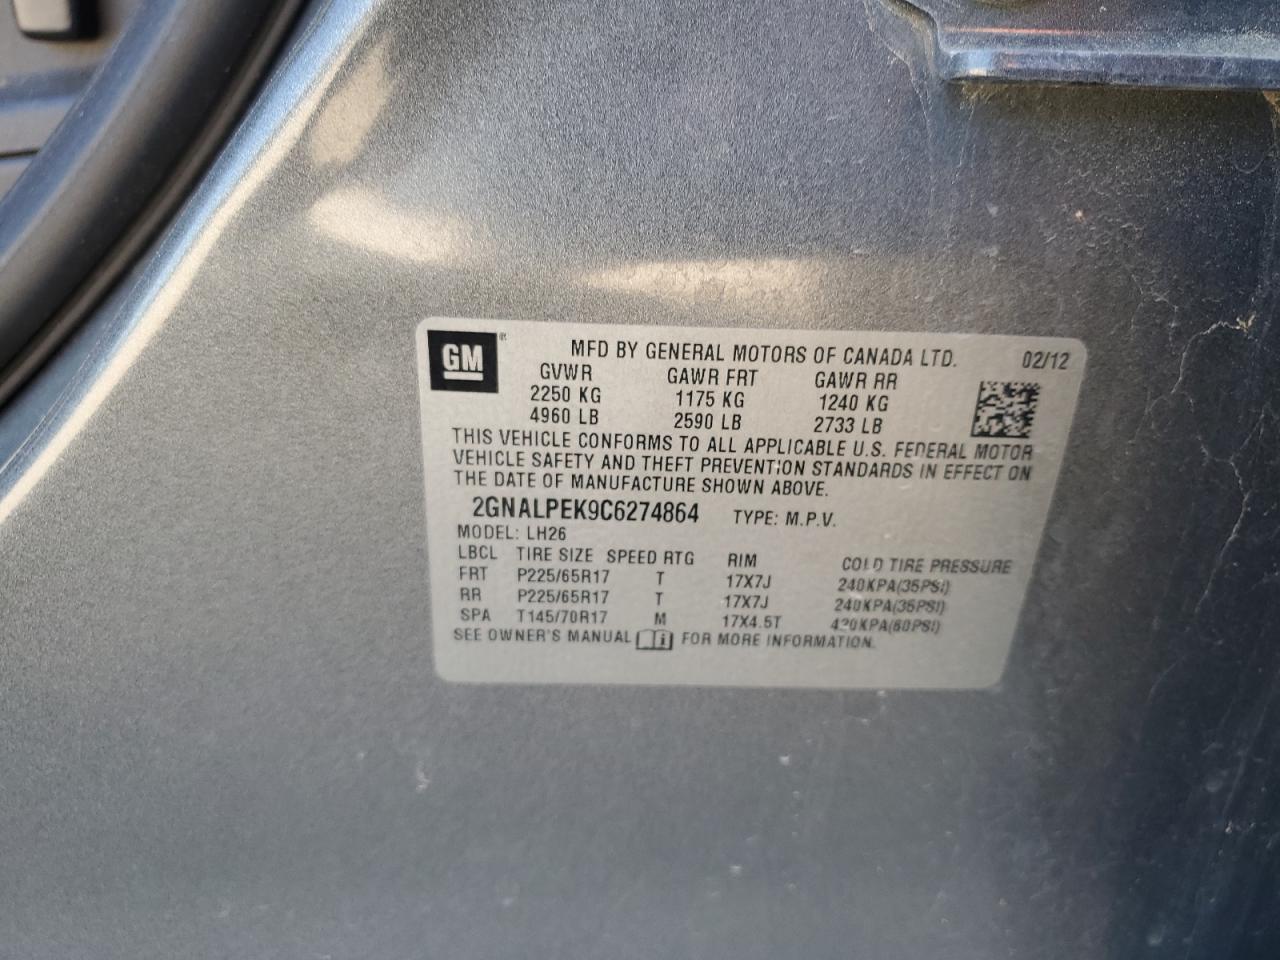 GM®
MFD BY GENERAL MOTORS OF CANADA LTD. 02/12
GVWR GAWR FRT GAWR RR
2250 KG 1175 KG 1240 KG
4960 LB 2590 LB 2733 LB
THIS VEHICLE CONFORMS TO ALL APPLICABLE U.S. FEDERAL MOTOR
VEHICLE SAFETY AND THEFT PREVENTION STANDARDS IN EFFECT ON
THE DATE OF MANUFACTURE SHOWN ABOVE.
2GNALPEK9C6274864 TYPE: M.P.V.
MODEL: LH26
LBCL TIRE SIZE SPEED RTG RIM COLD TIRE PRESSURE
FRT P225/65R17 T 17X7J 240KPA(35PSI)
RR P225/65R17 T 17X7J 240KPA(35PSI)
SPA T145/70R17 M 17X4.5T 420KPA(60PSI)
SEE OWNER'S MANUAL i FOR MORE INFORMATION.